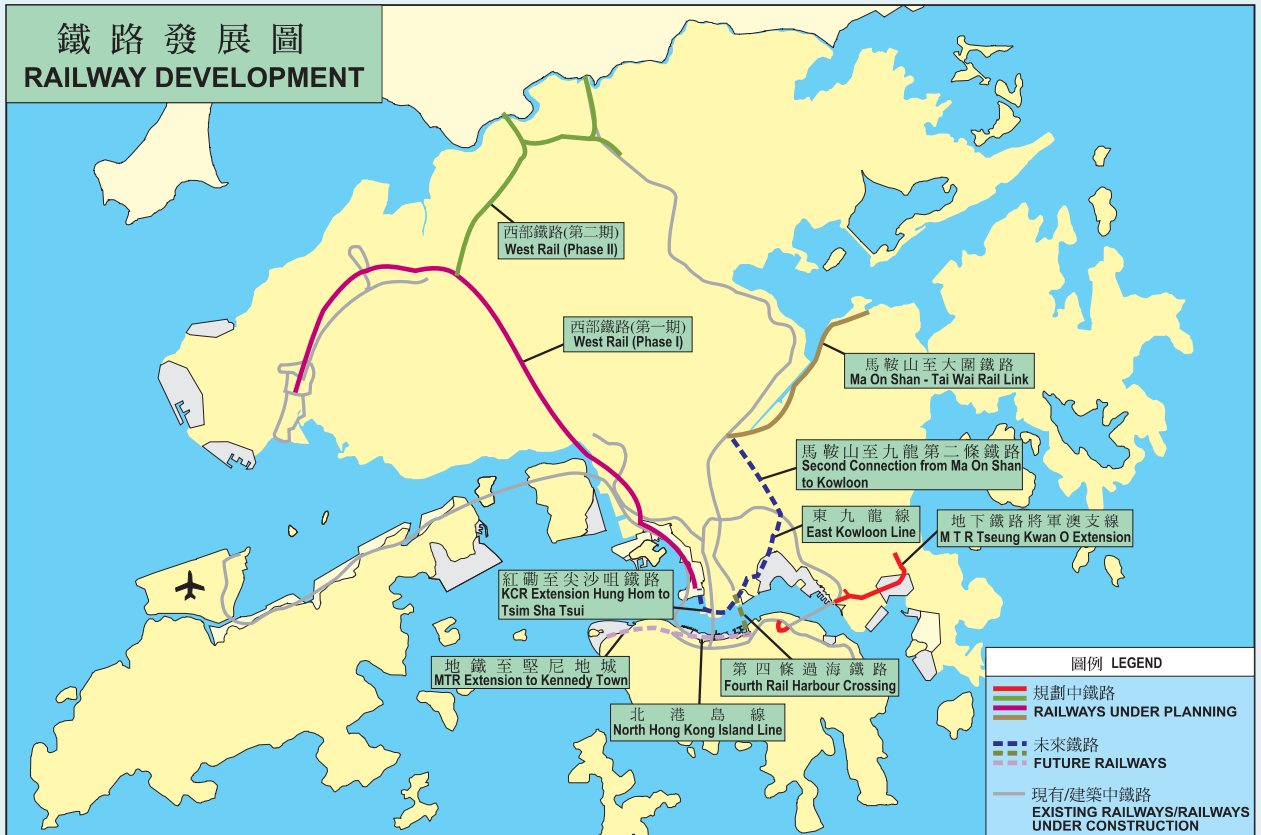 鐵路發展圖
RAILWAY DEVELOPMENT
西部鐵路(第二期)
West Rail (Phase II)
西部鐵路(第一期)
West Rail (Phase I)
馬鞍山至大圍鐵路
Ma On Shan - Tai Wai Rail Link
馬鞍山至九龍第二條鐵路
Second Connection from Ma On Shan
to Kowloon
東九龍線
East Kowloon Line
地下鐵路將軍澳支線
M T R Tseung Kwan O Extension
紅磡至尖沙咀鐵路
KCR Extension Hung Hom to
Tsim Sha Tsui
地鐵至堅尼地城
MTR Extension to Kennedy Town
第四條過海鐵路
Fourth Rail Harbour Crossing
北港島線
North Hong Kong Island Line
圖例 LEGEND
規劃中鐵路
RAILWAYS UNDER PLANNING
未來鐵路
FUTURE RAILWAYS
現有/建築中鐵路
EXISTING RAILWAYS/RAILWAYS
UNDER CONSTRUCTION